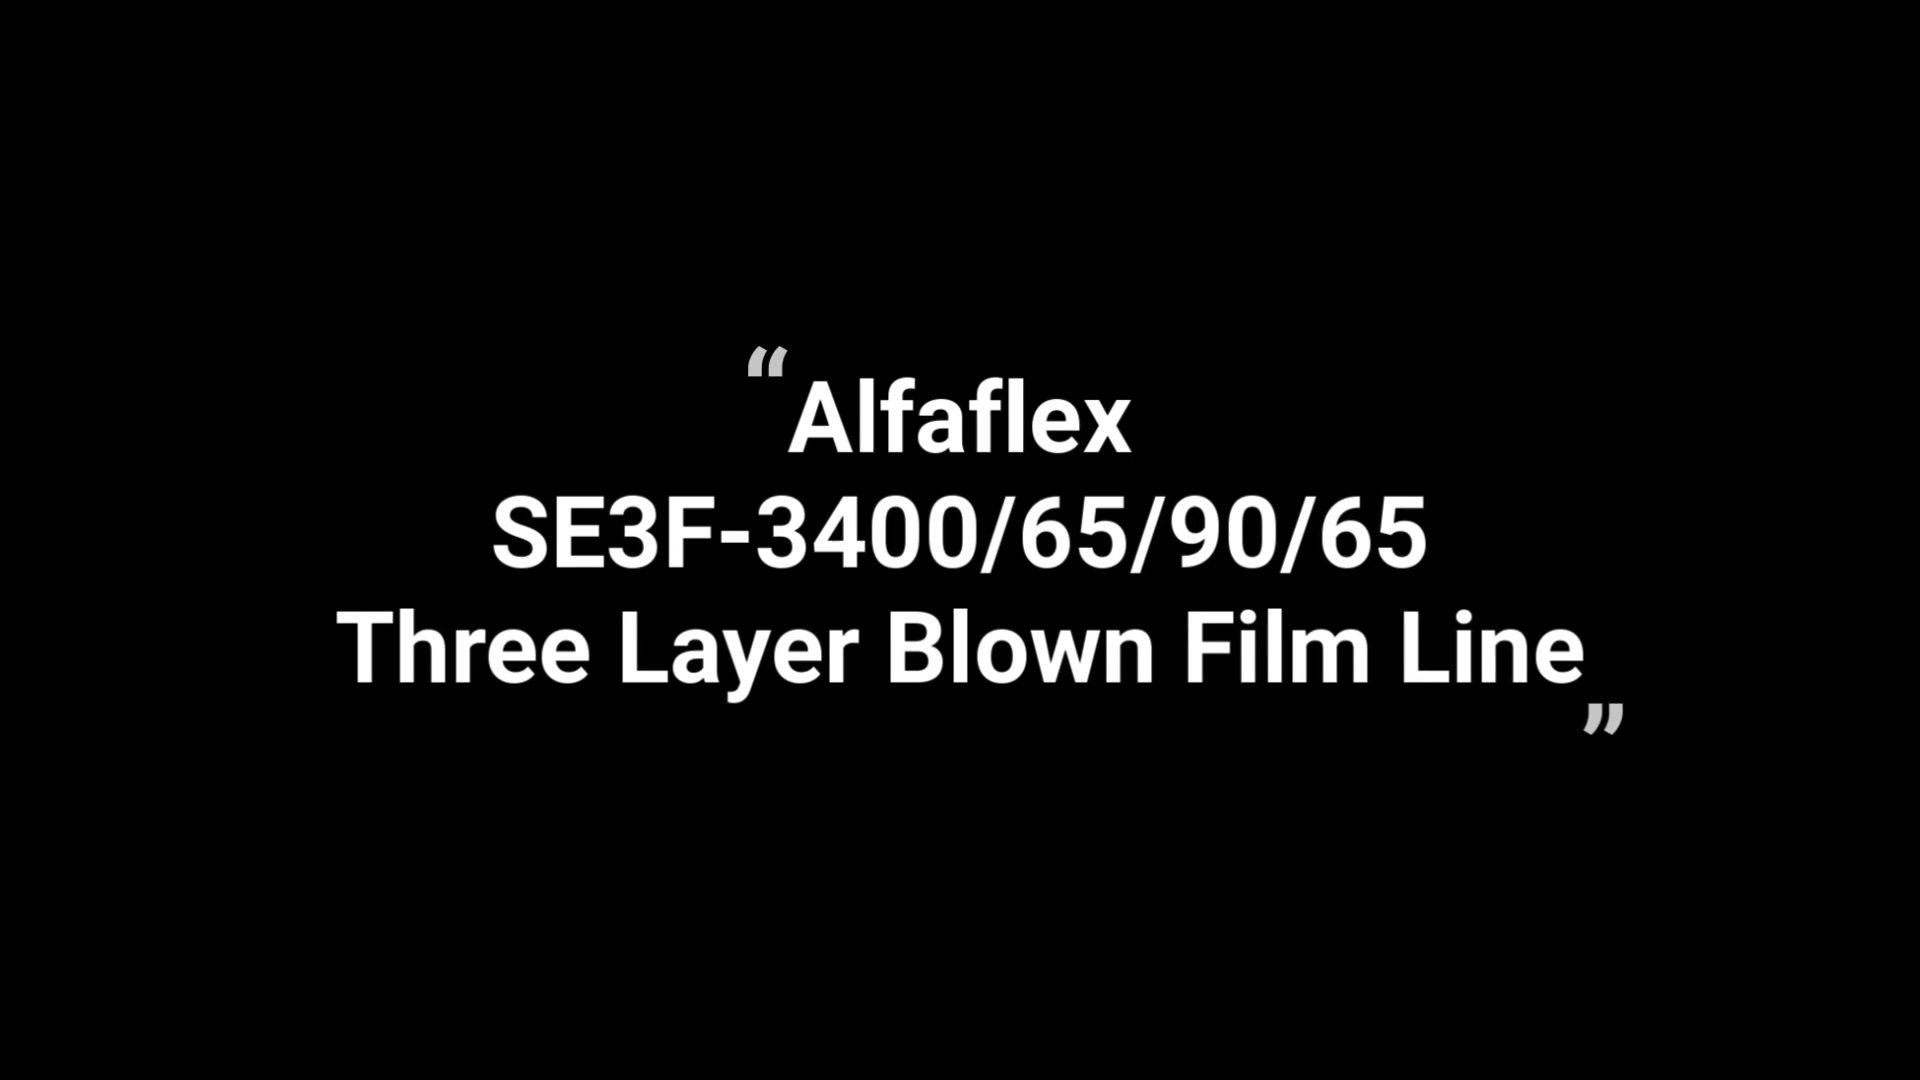 “Alfaflex
SE3F-3400/65/90/65
Three Layer Blown Film Line”